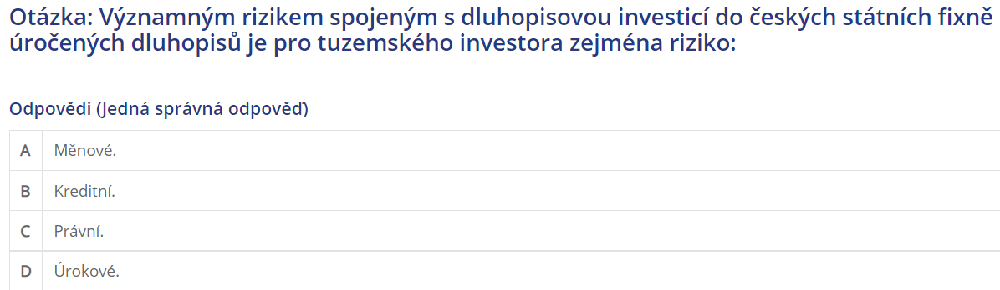 Otázka: Významným rizikem spojeným s dluhopisovou investicí do českých státních fixně
úročených dluhopisů je pro tuzemského investora zejména riziko:
Odpovědi (Jedná správná odpověď)
A Měnové.
B Kreditní.
C Právní.
D Úrokové.